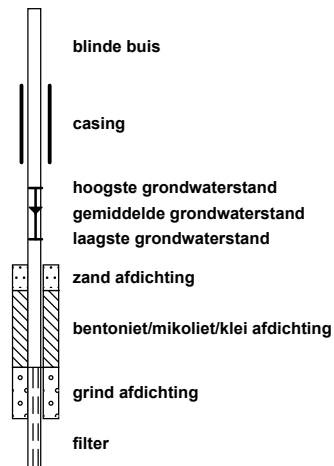 blinde buis
casing
hoogste grondwaterstand
gemiddelde grondwaterstand
laagste grondwaterstand
zand afdichting
bentoniet/mikoliet/klei afdichting
grind afdichting
filter